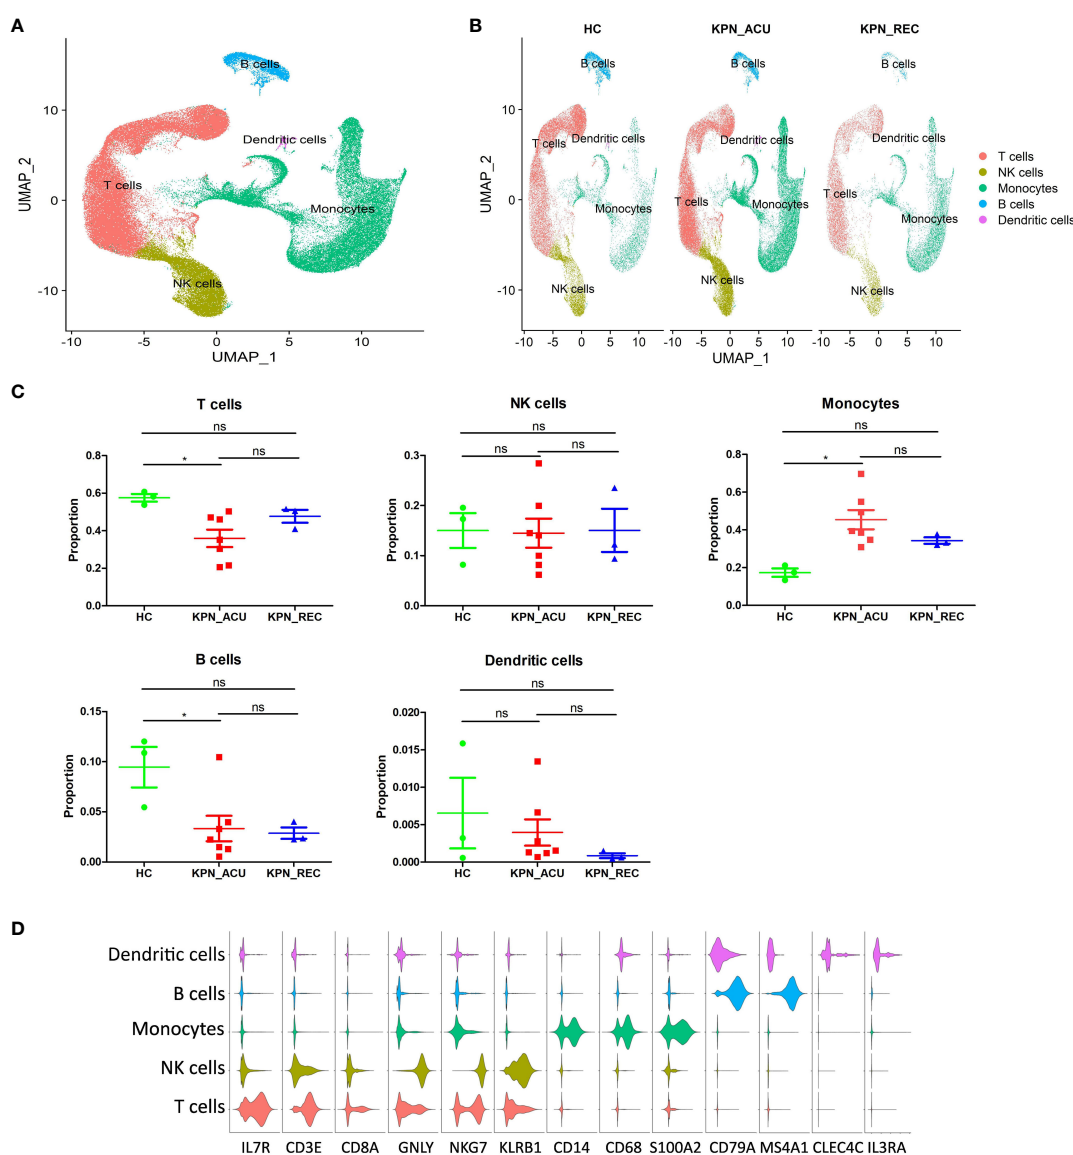 A
B cells
Dendritic cells
T cells
Monocytes
NK cells
10
0
-10
UMAP_2
-10
-5
0
5
10
UMAP_1
B
HC
KPN_ACU
KPN_REC
B cells
B cells
B cells
T cells
Dendritic cells
Dendritic cells
Dendritic cells
T cells
T cells
Monocytes
Monocytes
Monocytes
NK cells
NK cells
NK cells
10
0
-10
UMAP_2
-10 -5 0 5 10
-10 -5 0 5 10
-10 -5 0 5 10
UMAP_1
T cells
NK cells
Monocytes
B cells
Dendritic cells
C
T cells
ns
* ns
0.8
0.6
0.4
0.2
0.0
Proportion
HC KPN_ACU KPN_REC
NK cells
ns
ns ns
0.3
0.2
0.1
0.0
Proportion
HC KPN_ACU KPN_REC
Monocytes
ns
* ns
0.8
0.6
0.4
0.2
0.0
Proportion
HC KPN_ACU KPN_REC
B cells
ns
* ns
0.15
0.10
0.05
0.00
Proportion
HC KPN_ACU KPN_REC
Dendritic cells
ns
ns ns
0.020
0.015
0.010
0.005
0.000
Proportion
HC KPN_ACU KPN_REC
D
Dendritic cells
B cells
Monocytes
NK cells
T cells
IL7R CD3E CD8A GNLY NKG7 KLRB1 CD14 CD68 S100A2 CD79A MS4A1 CLEC4C IL3RA